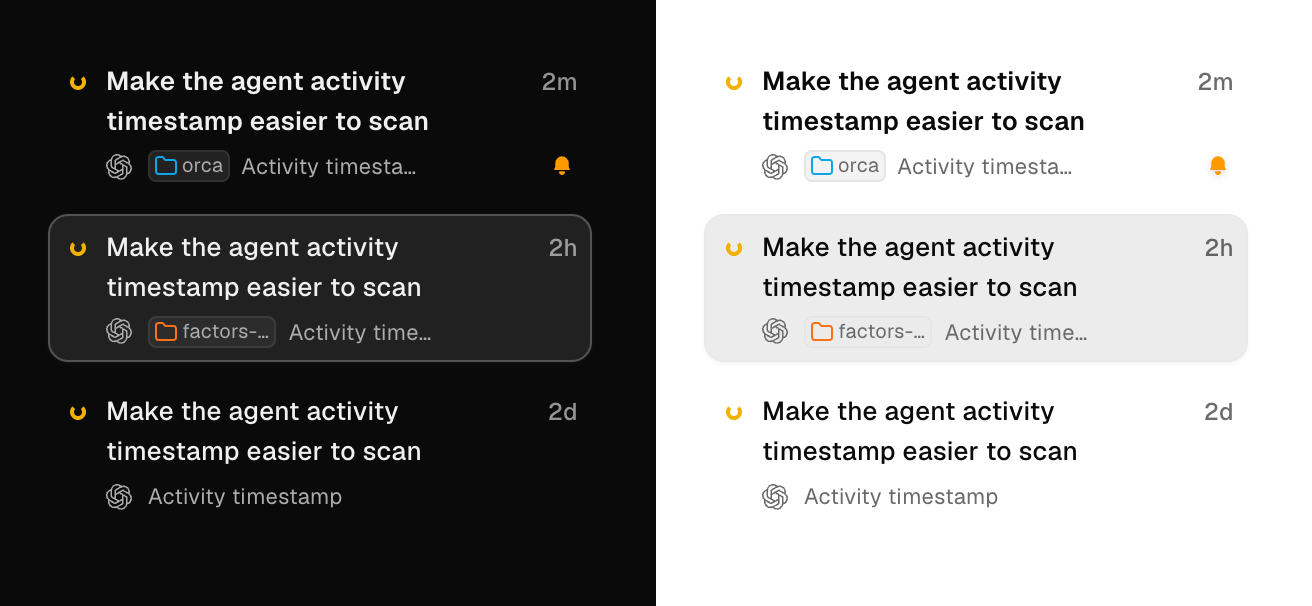 Make the agent activity 2m
timestamp easier to scan
orca Activity timesta…
Make the agent activity 2h
timestamp easier to scan
factors-… Activity time…
Make the agent activity 2d
timestamp easier to scan
Activity timestamp
Make the agent activity 2m
timestamp easier to scan
orca Activity timesta…
Make the agent activity 2h
timestamp easier to scan
factors-… Activity time…
Make the agent activity 2d
timestamp easier to scan
Activity timestamp